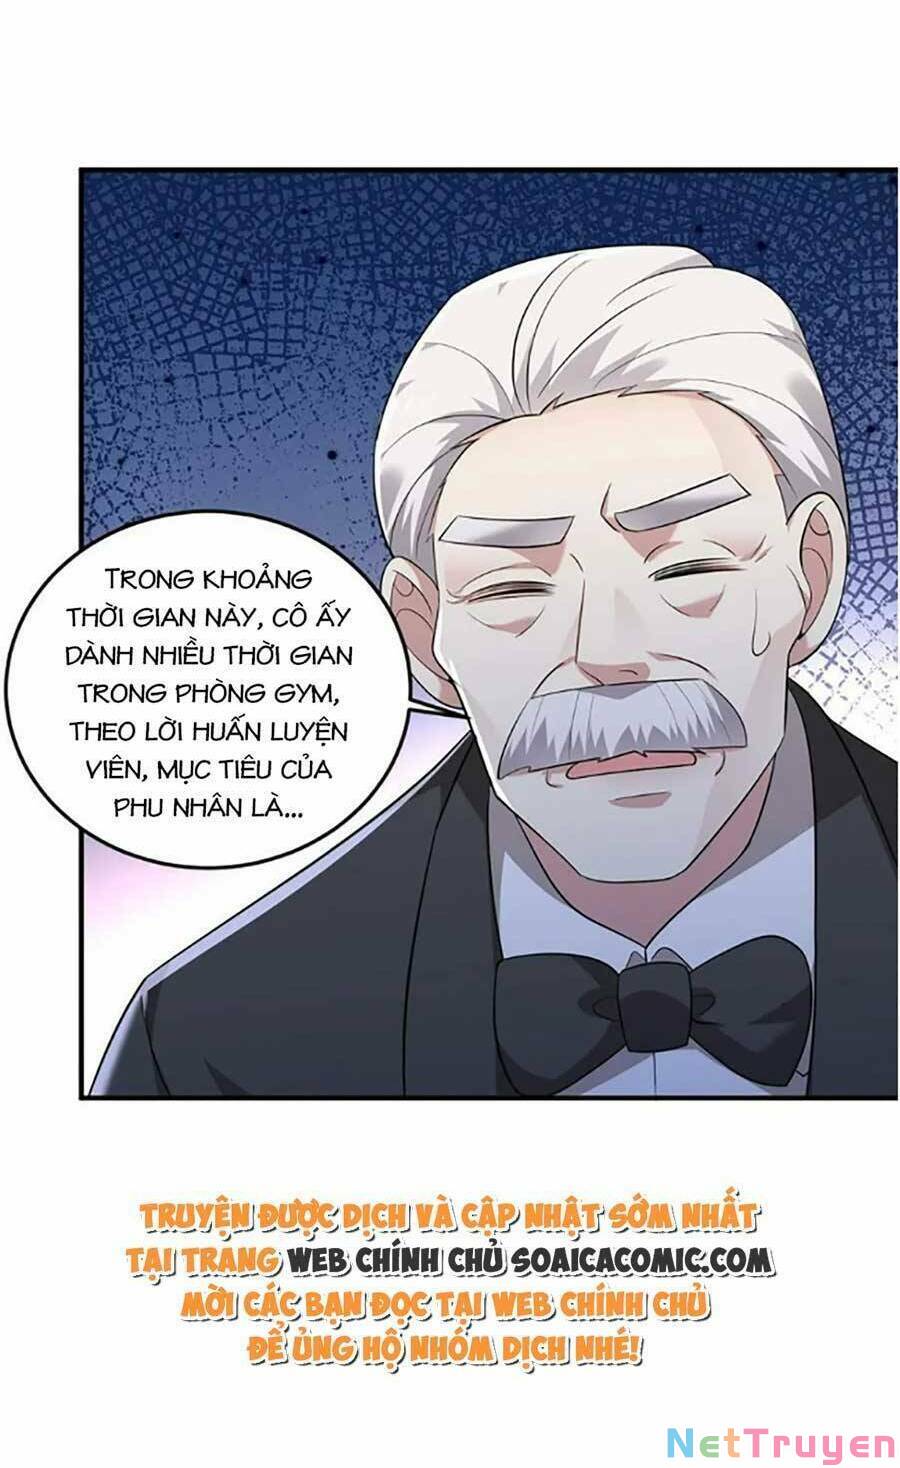 TRONG KHOẢNG
THỜI GIAN NÀY, CÔ ẤY
DÀNH NHIỀU THỜI GIAN
TRONG PHÒNG GYM,
THEO LỜI HUẤN LUYỆN
VIÊN, MỤC TIÊU CỦA
PHU NHÂN LÀ...
TRUYỆN ĐƯỢC DỊCH VÀ CẬP NHẬT SỚM NHẤT
TẠI TRANG WEB CHÍNH CHỦ SOAICACOMIC.COM
MỜI CÁC BẠN ĐỌC TẠI WEB CHÍNH CHỦ
ĐỂ ỦNG HỘ NHÓM DỊCH NHÉ!
NetTruyen